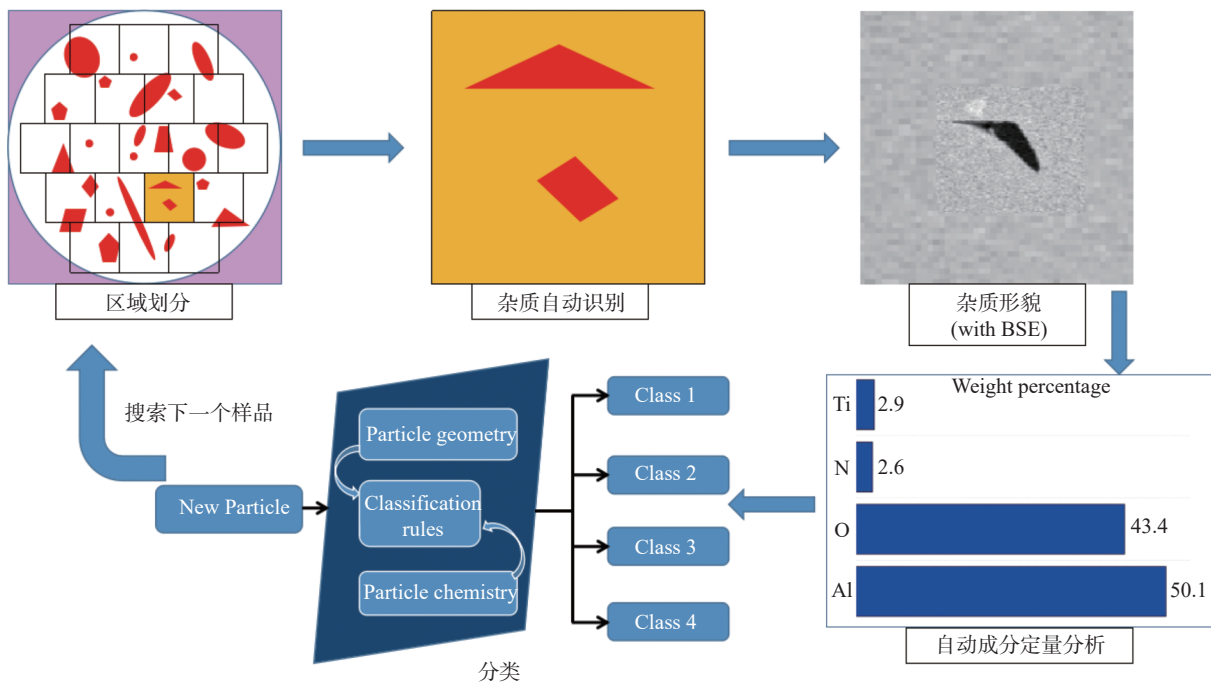 区域划分
杂质自动识别
杂质形貌
(with BSE)
搜索下一个样品
New Particle
Particle geometry
Classification
rules
Particle chemistry
分类
Class 1
Class 2
Class 3
Class 4
Weight percentage
Ti 2.9
N 2.6
O 43.4
Al 50.1
自动成分定量分析